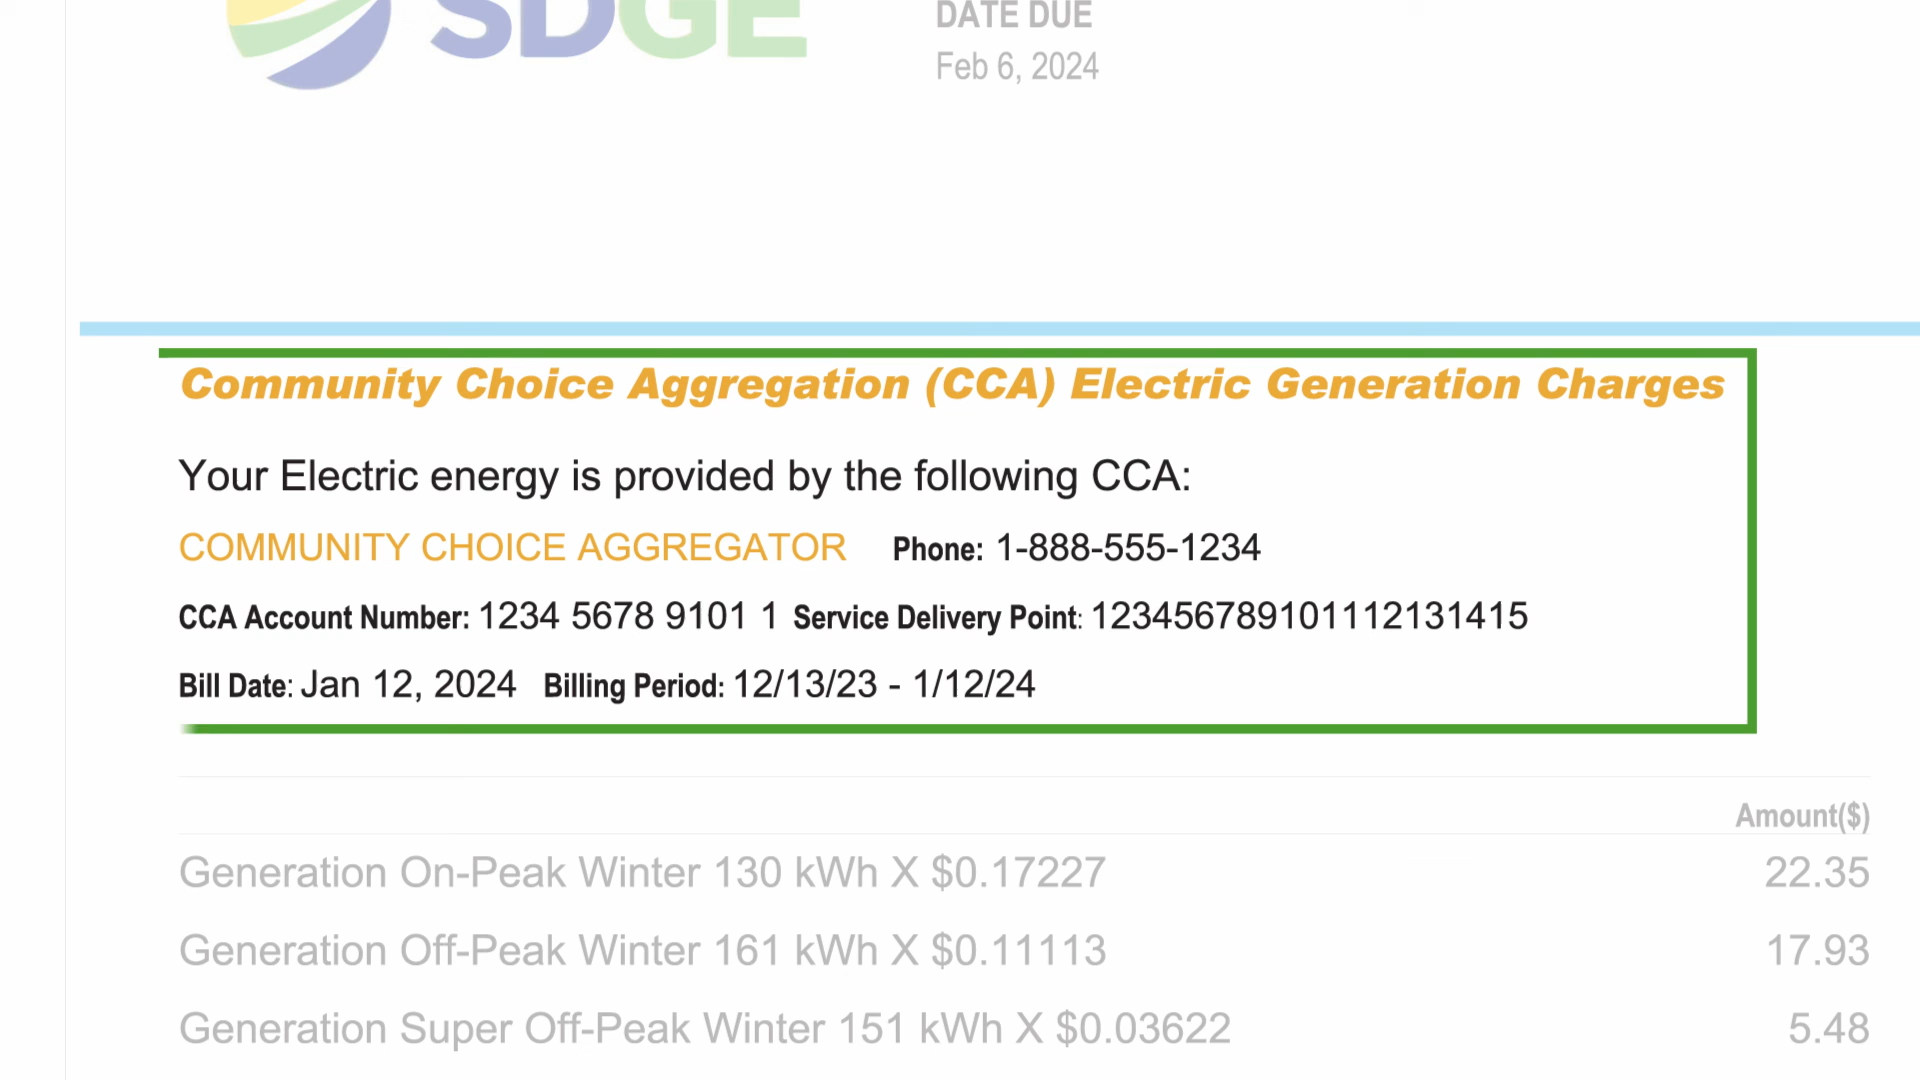 SDGE
DATE DUE
Feb 6, 2024
Community Choice Aggregation (CCA) Electric Generation Charges
Your Electric energy is provided by the following CCA:
COMMUNITY CHOICE AGGREGATOR Phone: 1-888-555-1234
CCA Account Number: 1234 5678 9101 1 Service Delivery Point: 123456789101112131415
Bill Date: Jan 12, 2024 Billing Period: 12/13/23 - 1/12/24
Amount($)
Generation On-Peak Winter 130 kWh X $0.17227 22.35
Generation Off-Peak Winter 161 kWh X $0.11113 17.93
Generation Super Off-Peak Winter 151 kWh X $0.03622 5.48